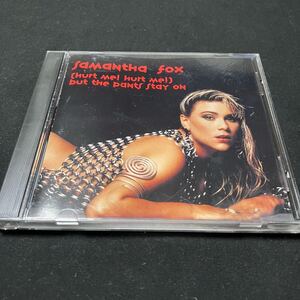 samantha fox
(hurt me! hurt me!)
but the pants stay on